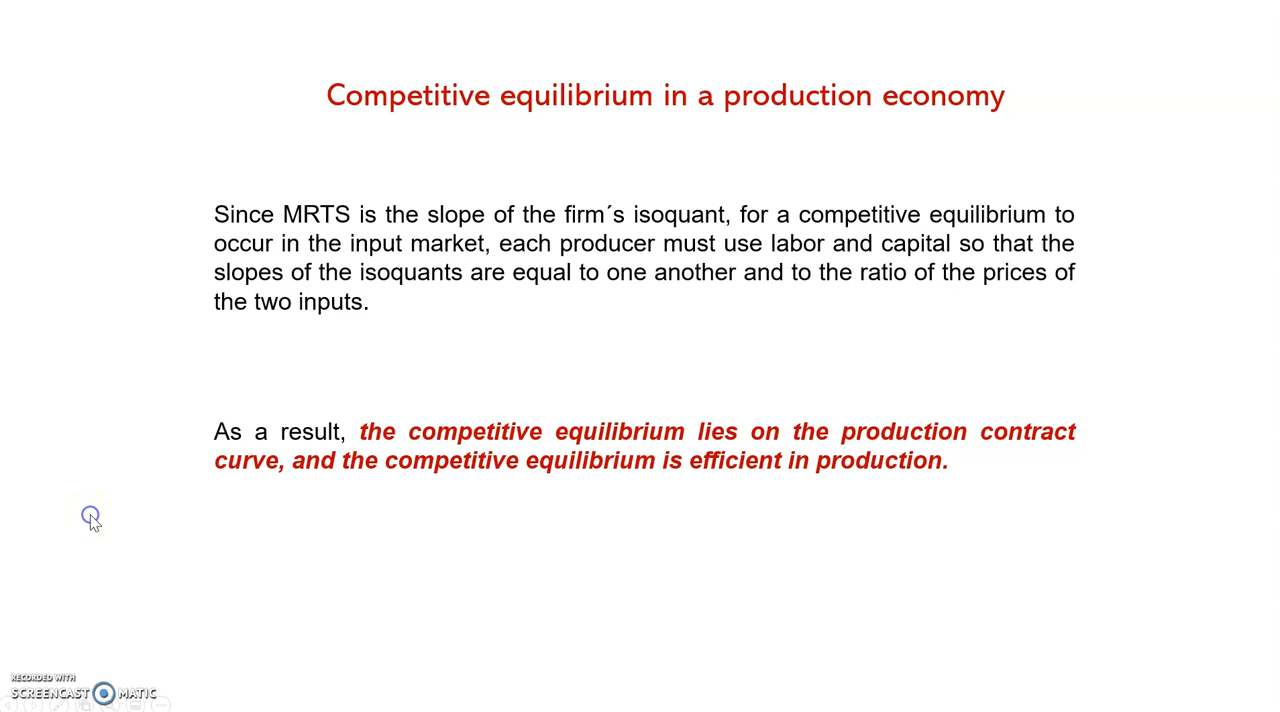 Competitive equilibrium in a production economy
Since MRTS is the slope of the firm´s isoquant, for a competitive equilibrium to
occur in the input market, each producer must use labor and capital so that the
slopes of the isoquants are equal to one another and to the ratio of the prices of
the two inputs.
As a result, the competitive equilibrium lies on the production contract
curve, and the competitive equilibrium is efficient in production.
RECORDED WITH
SCREENCAST MATIC